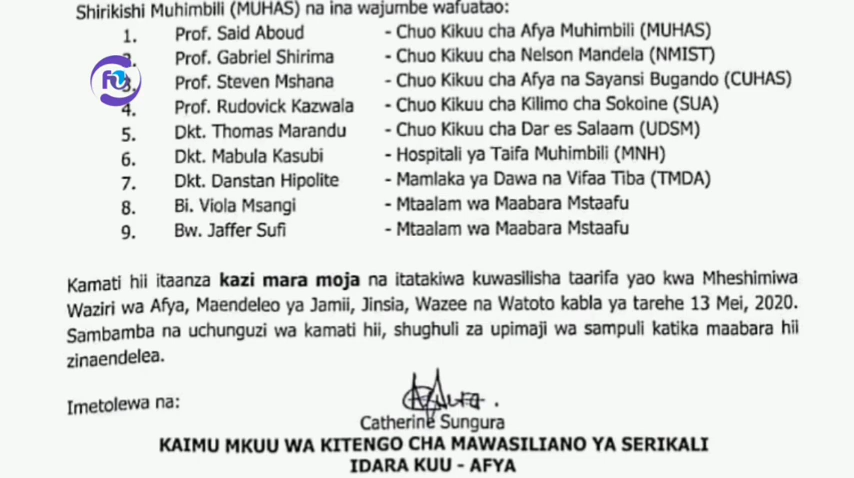 Shirikishi Muhimbili (MUHAS) na ina wajumbe wafuatao:
1. Prof. Said Aboud - Chuo Kikuu cha Afya Muhimbili (MUHAS)
2. Prof. Gabriel Shirima - Chuo Kikuu cha Nelson Mandela (NMIST)
3. Prof. Steven Mshana - Chuo Kikuu cha Afya na Sayansi Bugando (CUHAS)
4. Prof. Rudovick Kazwala - Chuo Kikuu cha Kilimo cha Sokoine (SUA)
5. Dkt. Thomas Marandu - Chuo Kikuu cha Dar es Salaam (UDSM)
6. Dkt. Mabula Kasubi - Hospitali ya Taifa Muhimbili (MNH)
7. Dkt. Danstan Hipolite - Mamlaka ya Dawa na Vifaa Tiba (TMDA)
8. Bi. Viola Msangi - Mtaalam wa Maabara Mstaafu
9. Bw. Jaffer Sufi - Mtaalam wa Maabara Mstaafu
Kamati hii itaanza kazi mara moja na itatakiwa kuwasilisha taarifa yao kwa Mheshimiwa
Waziri wa Afya, Maendeleo ya Jamii, Jinsia, Wazee na Watoto kabla ya tarehe 13 Mei, 2020.
Sambamba na uchunguzi wa kamati hii, shughuli za upimaji wa sampuli katika maabara hii
zinaendelea.
Imetolewa na:
Catherine Sungura
KAIMU MKUU WA KITENGO CHA MAWASILIANO YA SERIKALI
IDARA KUU - AFYA